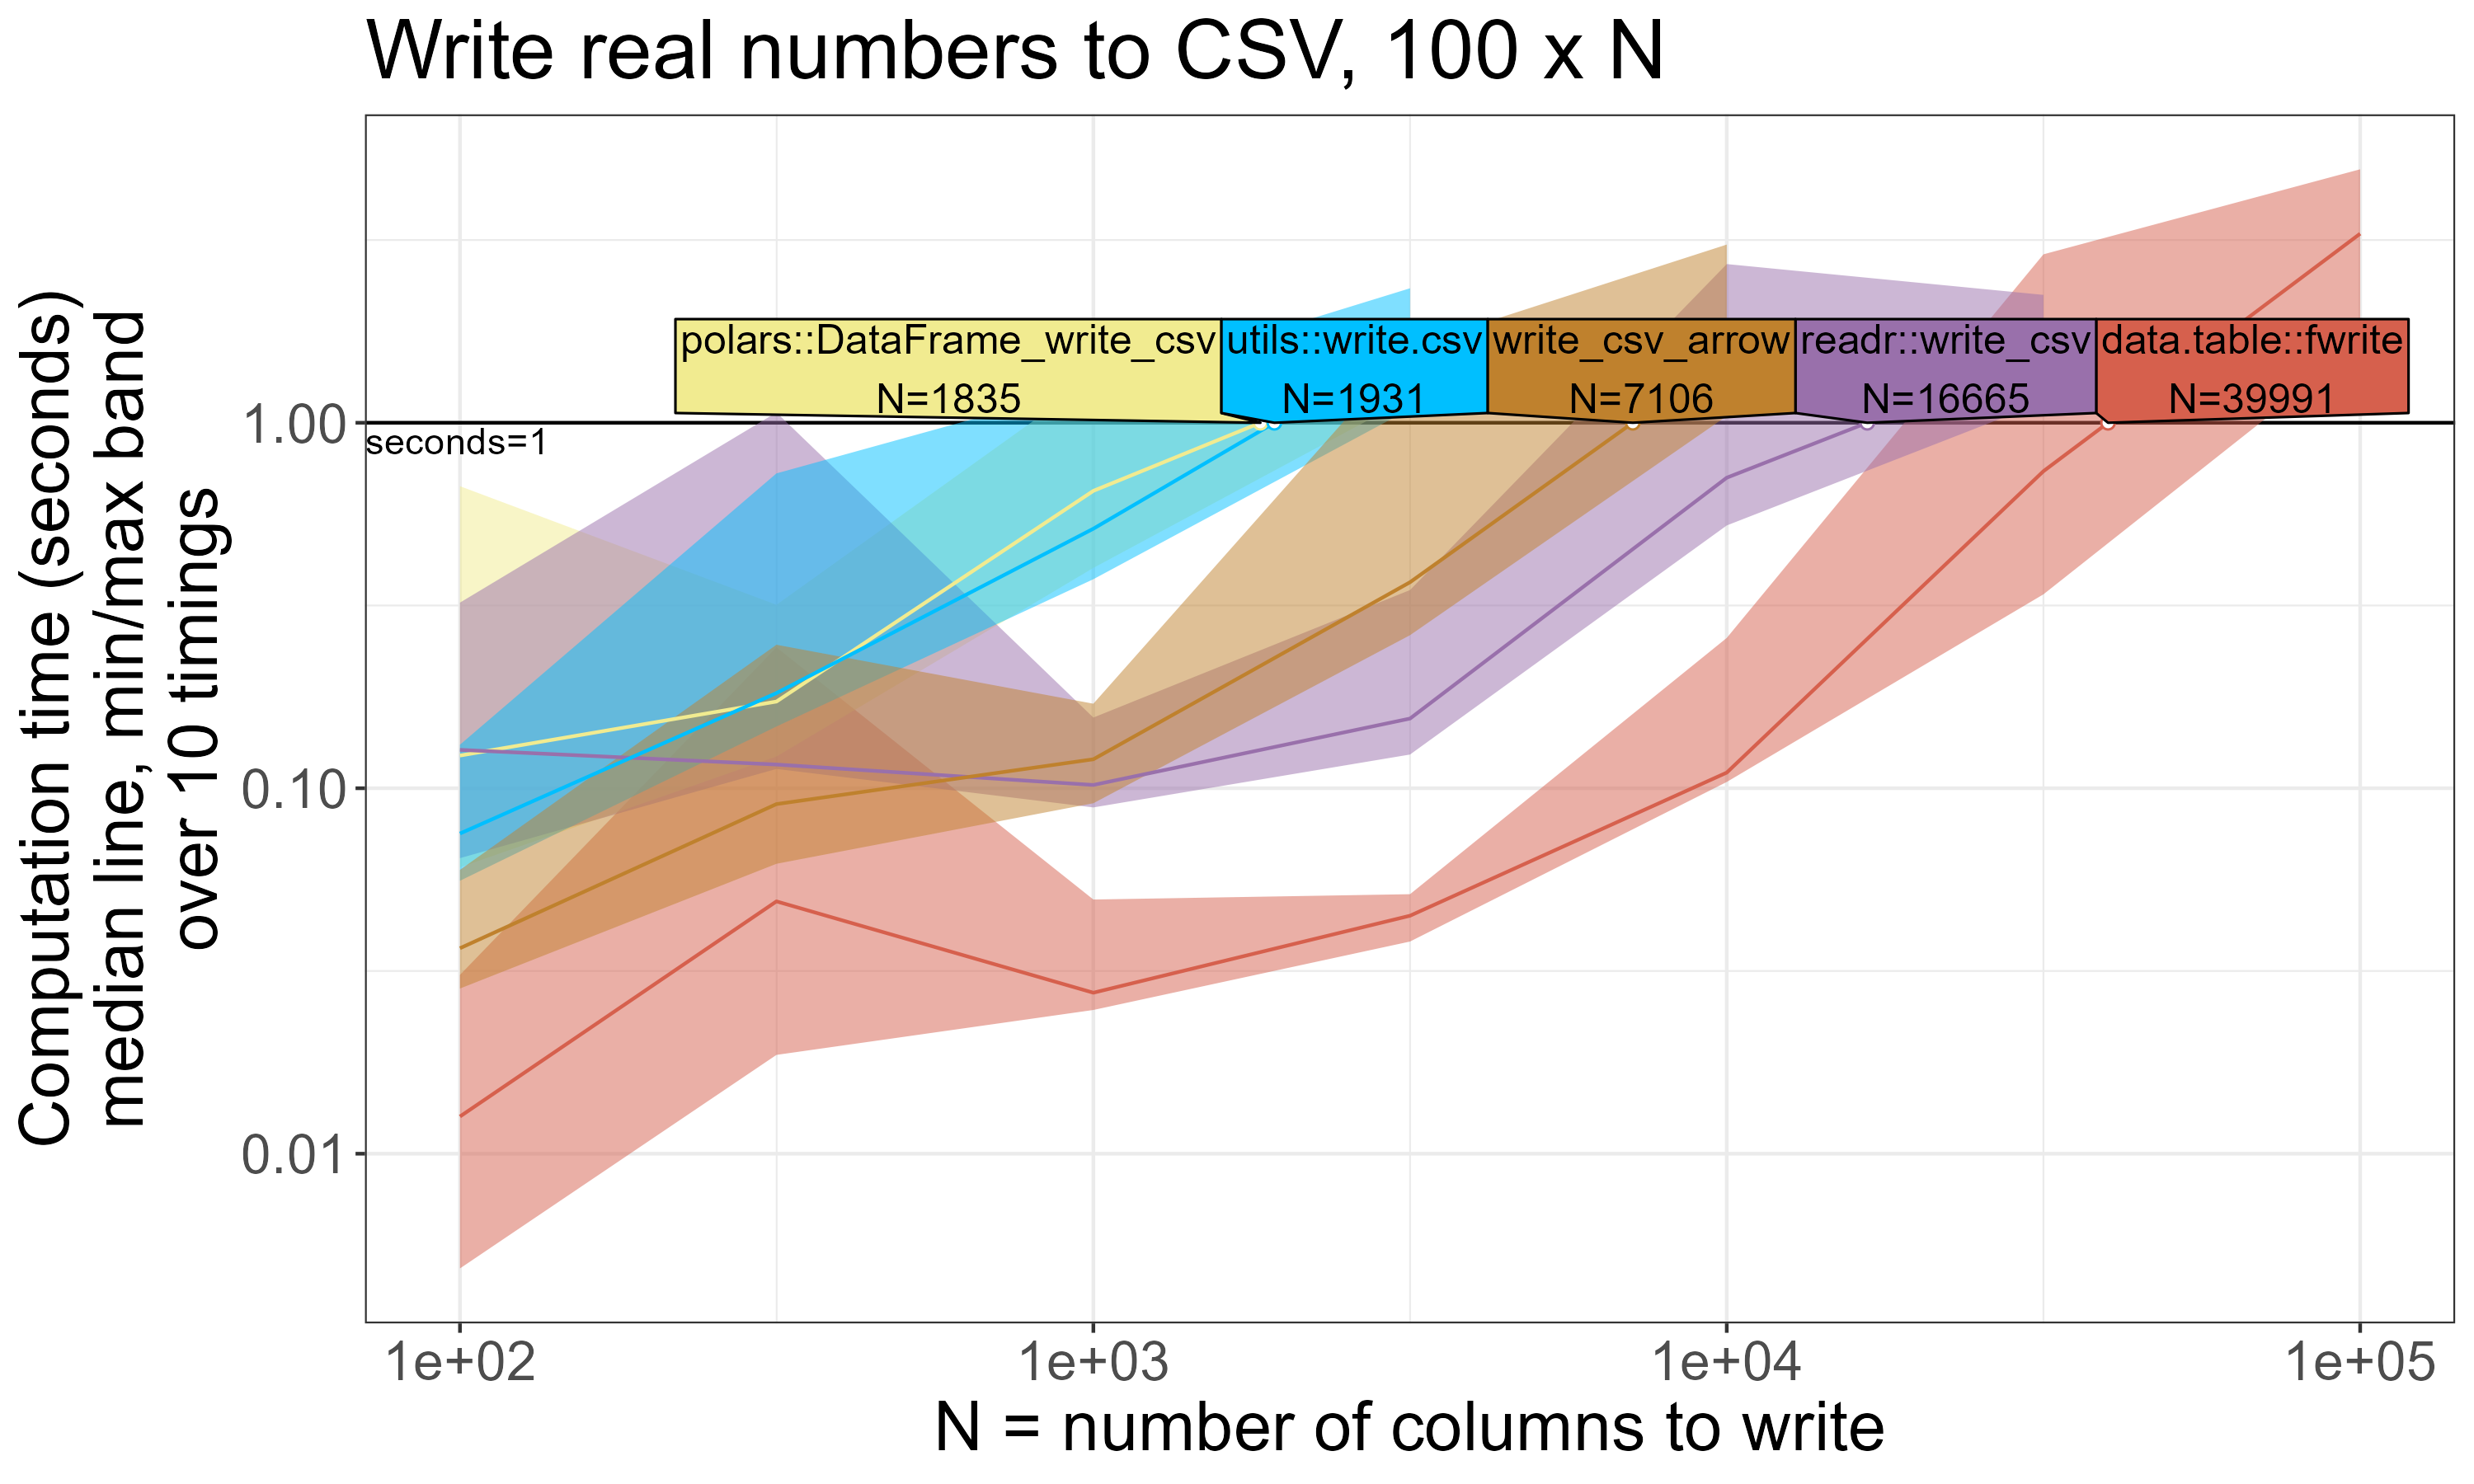 Write real numbers to CSV, 100 x N
Computation time (seconds)
median line, min/max band
over 10 timings
1.00
0.10
0.01
seconds=1
polars::DataFrame_write_csv
N=1835
utils::write.csv
N=1931
write_csv_arrow
N=7106
readr::write_csv
N=16665
data.table::fwrite
N=39991
1e+02
1e+03
1e+04
1e+05
N = number of columns to write